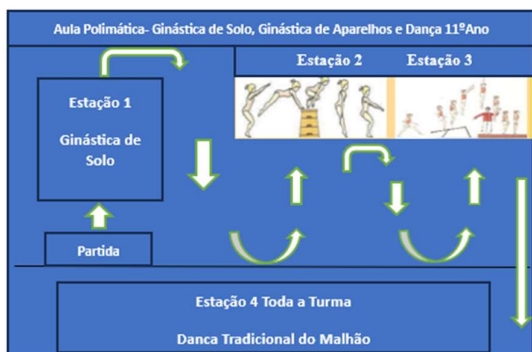 Aula Polimática- Ginástica de Solo, Ginástica de Aparelhos e Dança 11ºAno
Estação 1
Ginástica de
Solo
Estação 2
Estação 3
Partida
Estação 4 Toda a Turma
Danca Tradicional do Malhão